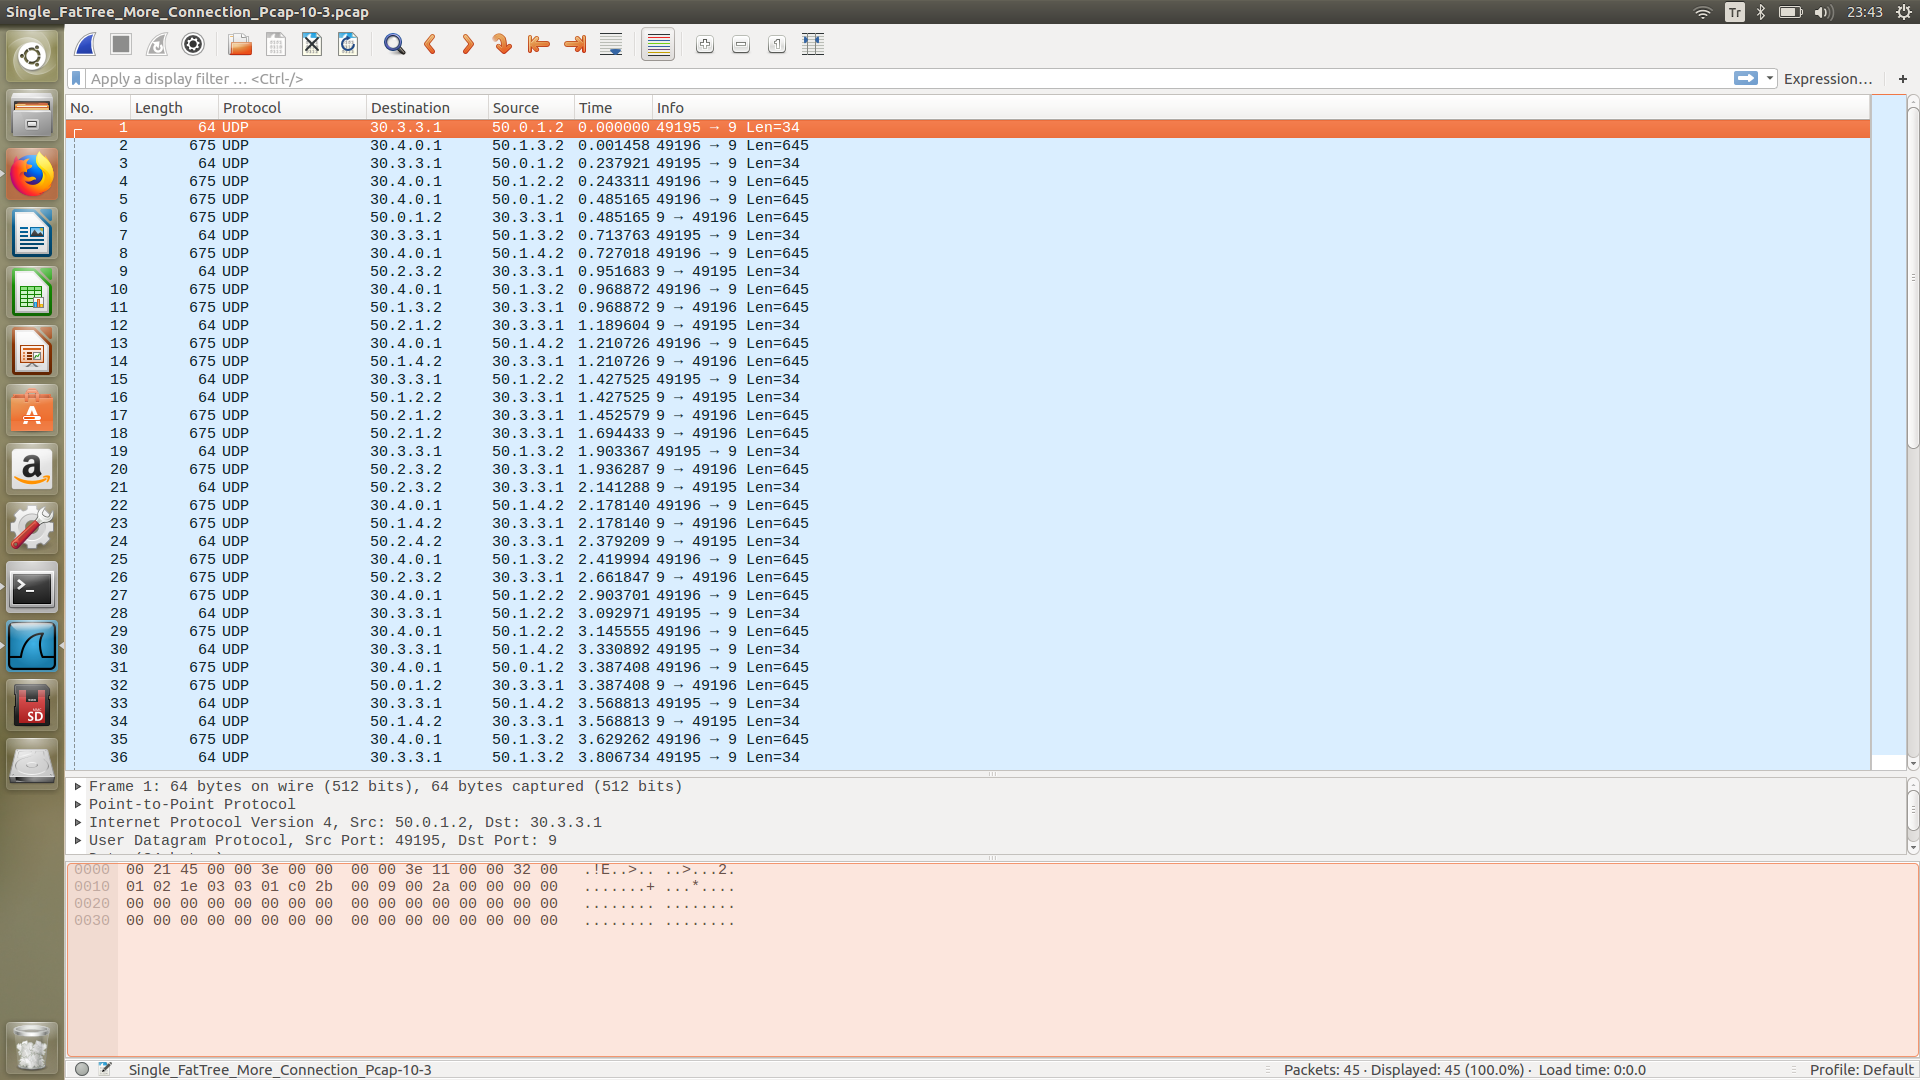 Single_FatTree_More_Connection_Pcap-10-3.pcap
Tr 23:43
Apply a display filter … <Ctrl-/> Expression… +
No. Length Protocol Destination Source Time Info
1 64 UDP 30.3.3.1 50.0.1.2 0.000000 49195 → 9 Len=34
2 675 UDP 30.4.0.1 50.1.3.2 0.001458 49196 → 9 Len=645
3 64 UDP 30.3.3.1 50.0.1.2 0.237921 49195 → 9 Len=34
4 675 UDP 30.4.0.1 50.1.2.2 0.243311 49196 → 9 Len=645
5 675 UDP 30.4.0.1 50.0.1.2 0.485165 49196 → 9 Len=645
6 675 UDP 50.0.1.2 30.3.3.1 0.485165 9 → 49196 Len=645
7 64 UDP 30.3.3.1 50.1.3.2 0.713763 49195 → 9 Len=34
8 675 UDP 30.4.0.1 50.1.4.2 0.727018 49196 → 9 Len=645
9 64 UDP 50.2.3.2 30.3.3.1 0.951683 9 → 49195 Len=34
10 675 UDP 30.4.0.1 50.1.3.2 0.968872 49196 → 9 Len=645
11 675 UDP 50.1.3.2 30.3.3.1 0.968872 9 → 49196 Len=645
12 64 UDP 50.2.1.2 30.3.3.1 1.189604 9 → 49195 Len=34
13 675 UDP 30.4.0.1 50.1.4.2 1.210726 49196 → 9 Len=645
14 675 UDP 50.1.4.2 30.3.3.1 1.210726 9 → 49196 Len=645
15 64 UDP 30.3.3.1 50.1.2.2 1.427525 49195 → 9 Len=34
16 64 UDP 50.1.2.2 30.3.3.1 1.427525 9 → 49195 Len=34
17 675 UDP 50.2.1.2 30.3.3.1 1.452579 9 → 49196 Len=645
18 675 UDP 50.2.1.2 30.3.3.1 1.694433 9 → 49196 Len=645
19 64 UDP 30.3.3.1 50.1.3.2 1.903367 49195 → 9 Len=34
20 675 UDP 50.2.3.2 30.3.3.1 1.936287 9 → 49196 Len=645
21 64 UDP 50.2.3.2 30.3.3.1 2.141288 9 → 49195 Len=34
22 675 UDP 30.4.0.1 50.1.4.2 2.178140 49196 → 9 Len=645
23 675 UDP 50.1.4.2 30.3.3.1 2.178140 9 → 49196 Len=645
24 64 UDP 50.2.4.2 30.3.3.1 2.379209 9 → 49195 Len=34
25 675 UDP 30.4.0.1 50.1.3.2 2.419994 49196 → 9 Len=645
26 675 UDP 50.2.3.2 30.3.3.1 2.661847 9 → 49196 Len=645
27 675 UDP 30.4.0.1 50.1.2.2 2.903701 49196 → 9 Len=645
28 64 UDP 30.3.3.1 50.1.2.2 3.092971 49195 → 9 Len=34
29 675 UDP 30.4.0.1 50.1.2.2 3.145555 49196 → 9 Len=645
30 64 UDP 30.3.3.1 50.1.4.2 3.330892 49195 → 9 Len=34
31 675 UDP 30.4.0.1 50.0.1.2 3.387408 49196 → 9 Len=645
32 675 UDP 50.0.1.2 30.3.3.1 3.387408 9 → 49196 Len=645
33 64 UDP 30.3.3.1 50.1.4.2 3.568813 49195 → 9 Len=34
34 64 UDP 50.1.4.2 30.3.3.1 3.568813 9 → 49195 Len=34
35 675 UDP 30.4.0.1 50.1.3.2 3.629262 49196 → 9 Len=645
36 64 UDP 30.3.3.1 50.1.3.2 3.806734 49195 → 9 Len=34
Frame 1: 64 bytes on wire (512 bits), 64 bytes captured (512 bits)
Point-to-Point Protocol
Internet Protocol Version 4, Src: 50.0.1.2, Dst: 30.3.3.1
User Datagram Protocol, Src Port: 49195, Dst Port: 9
0000 00 21 45 00 00 3e 00 00 00 00 3e 11 00 00 32 00 .!E..>.. ..>...2.
0010 01 02 1e 03 03 01 c0 2b 00 09 00 2a 00 00 00 00 .......+ ...*....
0020 00 00 00 00 00 00 00 00 00 00 00 00 00 00 00 00 ........ ........
0030 00 00 00 00 00 00 00 00 00 00 00 00 00 00 00 00 ........ ........
Single_FatTree_More_Connection_Pcap-10-3 Packets: 45 · Displayed: 45 (100.0%) · Load time: 0:0.0 Profile: Default